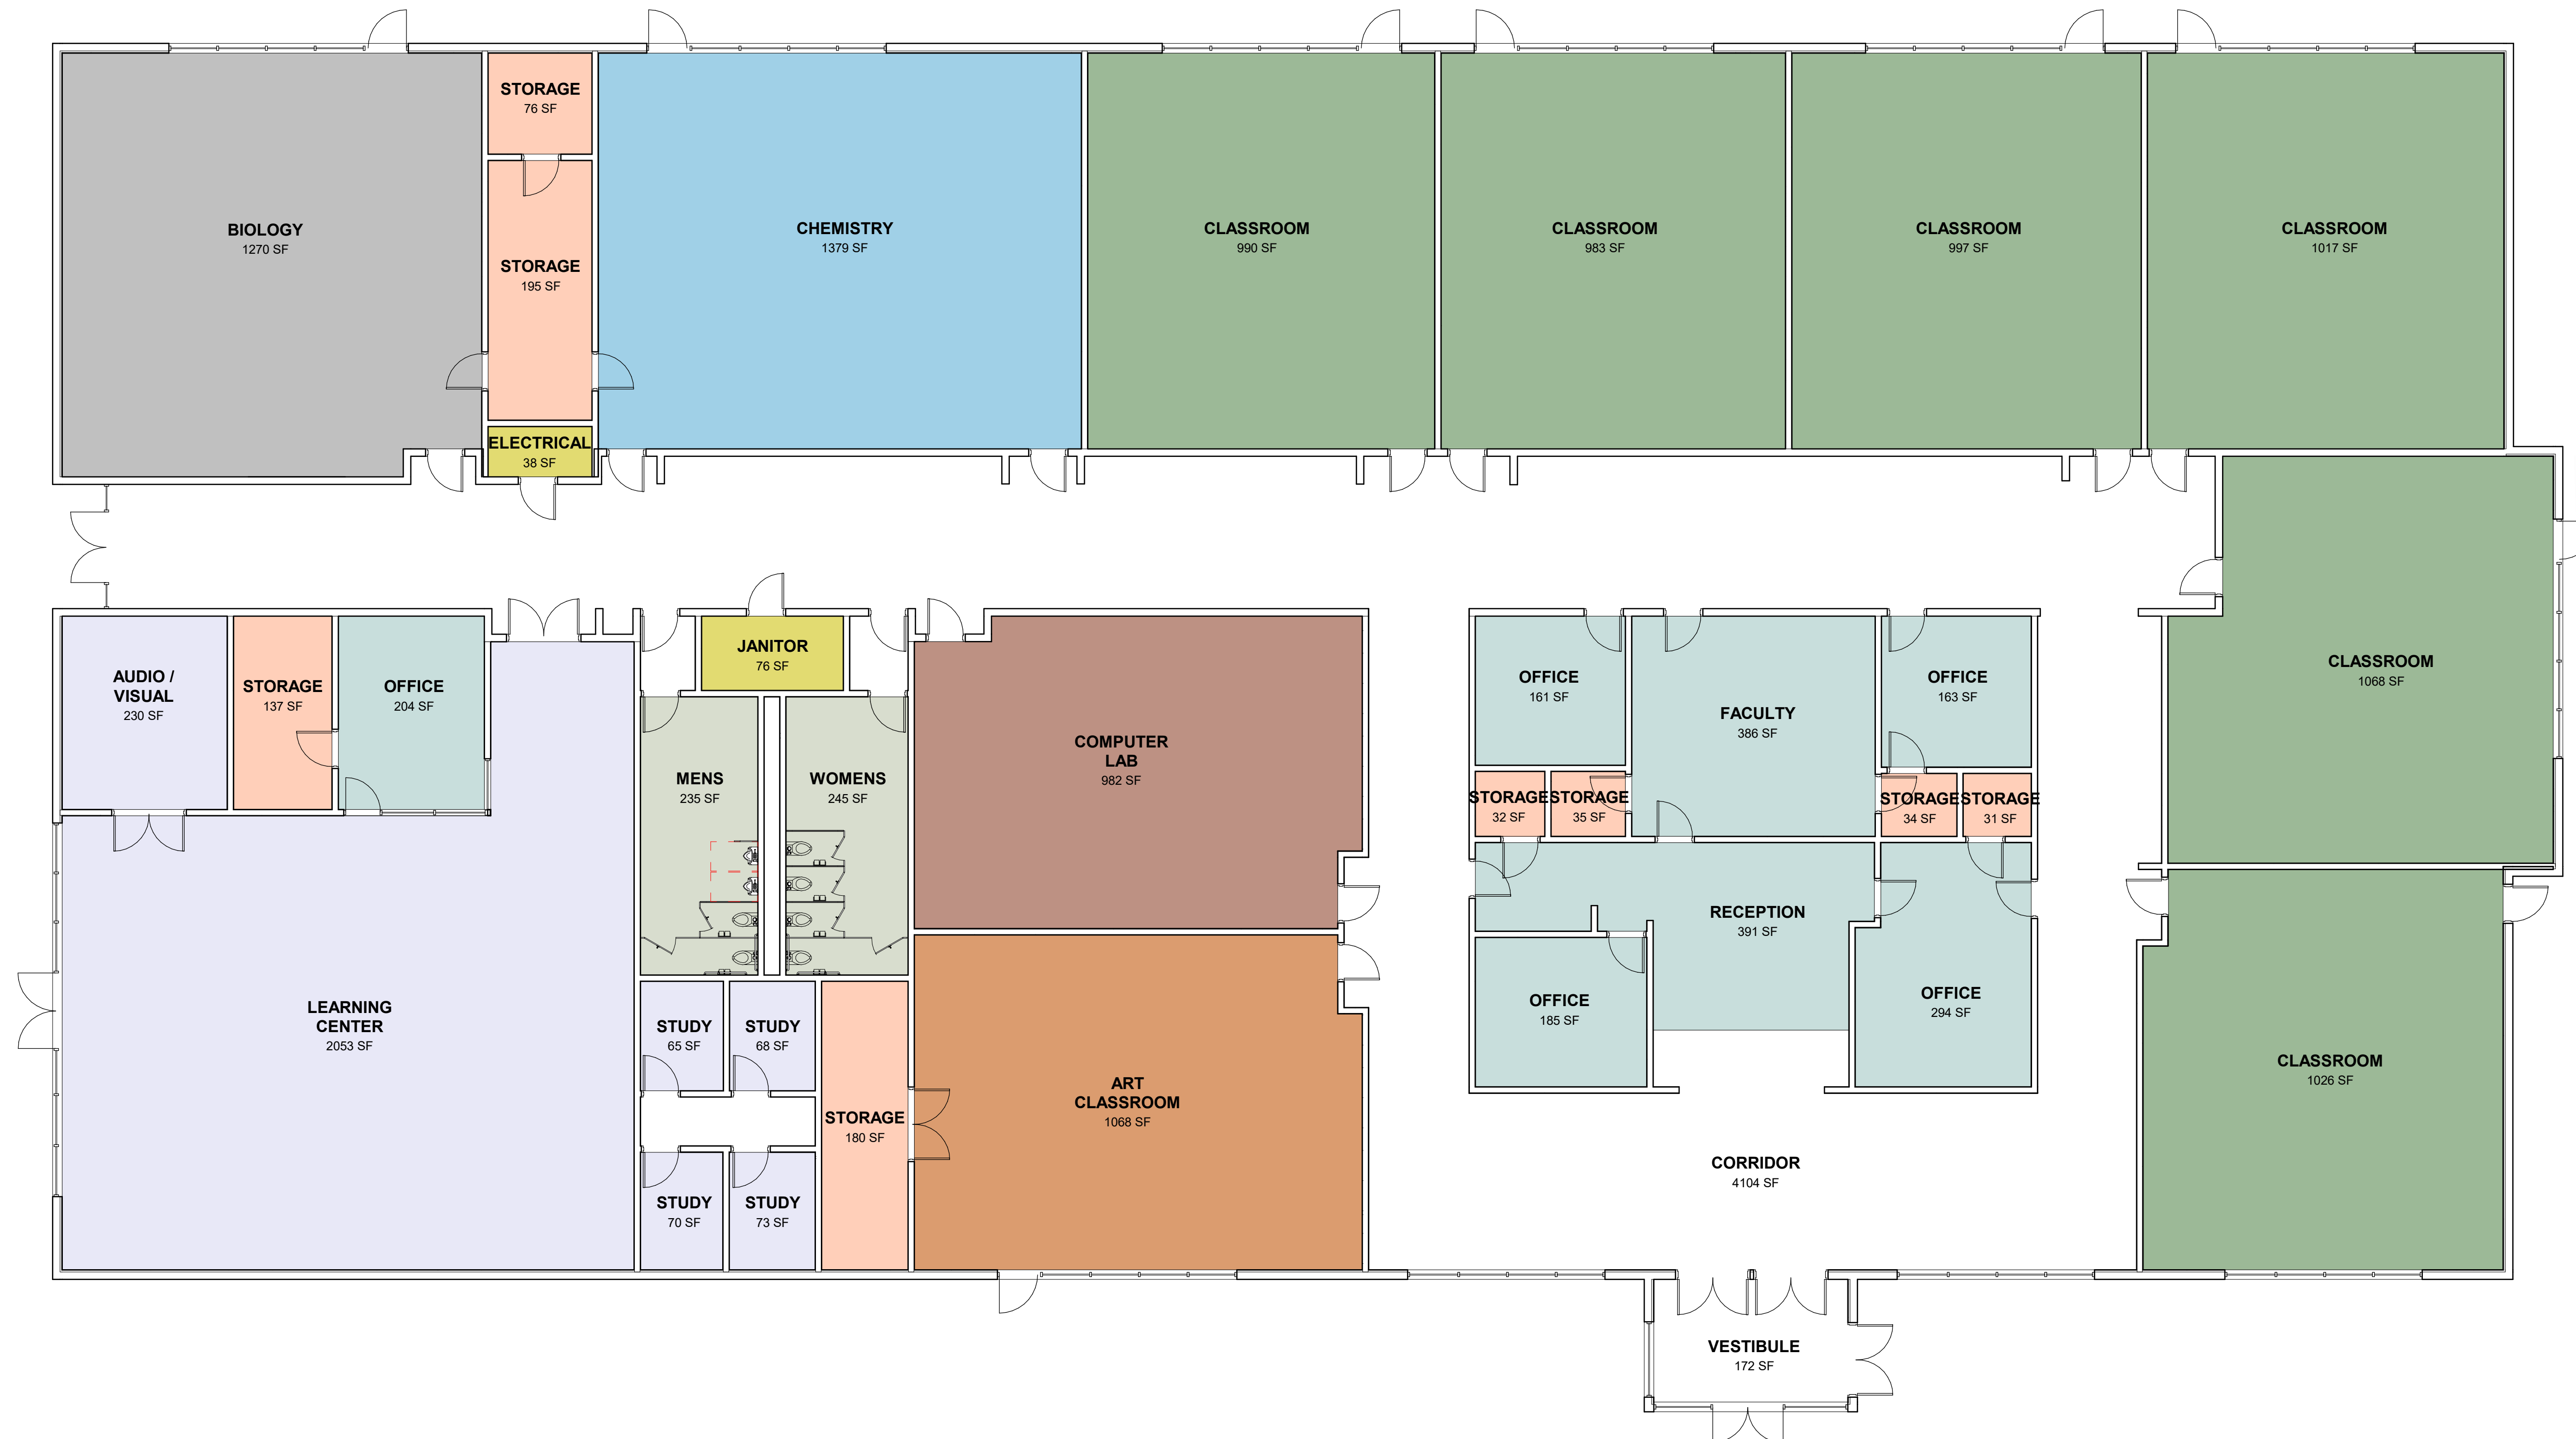 BIOLOGY
1270 SF
STORAGE
76 SF
STORAGE
195 SF
ELECTRICAL
38 SF
CHEMISTRY
1379 SF
CLASSROOM
990 SF
CLASSROOM
983 SF
CLASSROOM
997 SF
CLASSROOM
1017 SF
AUDIO /
VISUAL
230 SF
STORAGE
137 SF
OFFICE
204 SF
JANITOR
76 SF
MENS
235 SF
WOMENS
245 SF
COMPUTER
LAB
982 SF
OFFICE
161 SF
FACULTY
386 SF
OFFICE
163 SF
CLASSROOM
1068 SF
STORAGE
32 SF
STORAGE
35 SF
STORAGE
34 SF
STORAGE
31 SF
RECEPTION
391 SF
OFFICE
185 SF
OFFICE
294 SF
LEARNING
CENTER
2053 SF
STUDY
65 SF
STUDY
68 SF
STORAGE
180 SF
STUDY
70 SF
STUDY
73 SF
ART
CLASSROOM
1068 SF
CLASSROOM
1026 SF
CORRIDOR
4104 SF
VESTIBULE
172 SF